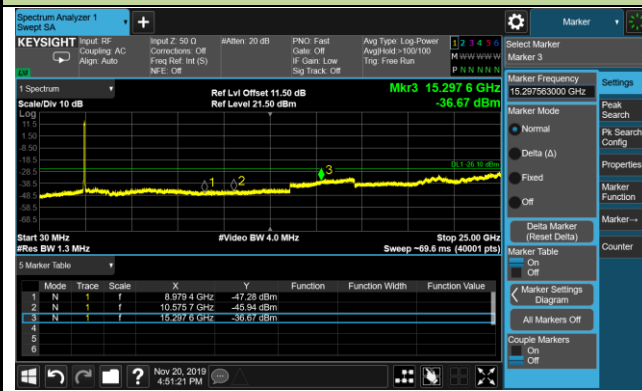 Spectrum Analyzer 1
Swept SA
Marker
KEYSIGHT
Input: RF
Coupling: AC
Align: Auto
Input Z: 50 Ω
Corrections: Off
Freq Ref: Int (S)
NFE: Off
#Atten: 20 dB
PNO: Fast
Gate: Off
IF Gain: Low
Sig Track: Off
Avg Type: Log-Power
Avg|Hold:>100/100
Trig: Free Run
1 2 3 4 5 6
M W W W W W
P N N N N N
LXI
Select Marker
Marker 3
1 Spectrum
Scale/Div 10 dB
Ref Lvl Offset 11.50 dB
Ref Level 21.50 dBm
Mkr3 15.297 6 GHz
-36.67 dBm
Log
11.5
1.50
-8.50
-18.5
-28.5
-38.5
-48.5
-58.5
-68.5
DL1 -26.10 dBm
1
2
3
Start 30 MHz
#Res BW 1.3 MHz
#Video BW 4.0 MHz
Stop 25.00 GHz
Sweep ~69.6 ms (40001 pts)
5 Marker Table
Mode Trace Scale X Y Function Function Width Function Value
1 N 1 f 8.979 4 GHz -47.28 dBm
2 N 1 f 10.575 7 GHz -45.94 dBm
3 N 1 f 15.297 6 GHz -36.67 dBm
4
5
6
Marker Frequency
15.297563000 GHz
Marker Mode
Normal
Delta (Δ)
Fixed
Off
Delta Marker
(Reset Delta)
Marker Table
On
Off
Marker Settings
Diagram
All Markers Off
Couple Markers
On
Off
Settings
Peak
Search
Pk Search
Config
Properties
Marker
Function
Marker→
Counter
Nov 20, 2019
4:51:21 PM